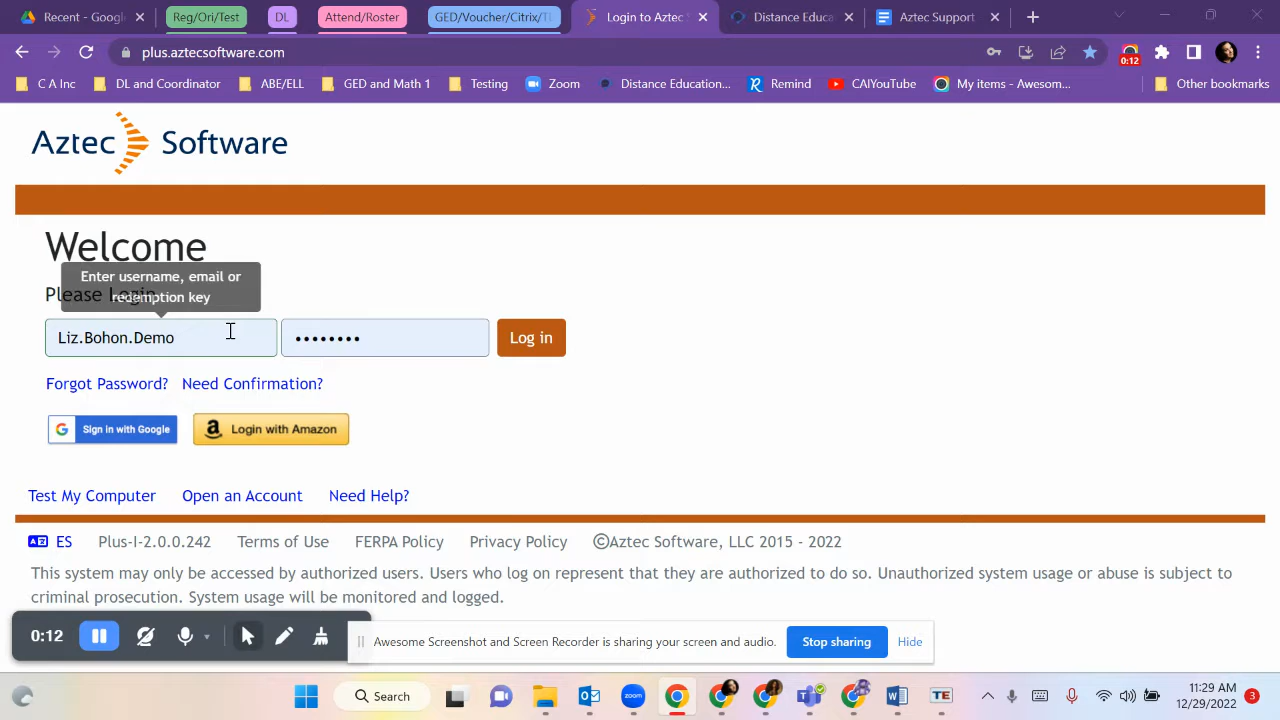 Recent - Google
Reg/Ori/Test
DL
Attend/Roster
GED/Voucher/Citrix/TI
Login to Aztec
Distance Educa
Aztec Support
plus.aztecsoftware.com
0:12
C A Inc
DL and Coordinator
ABE/ELL
GED and Math 1
Testing
Zoom
Distance Education...
Remind
CAIYouTube
My items - Awesom...
Other bookmarks
Aztec Software
Welcome
Enter username, email or
redemption key
Please Login
Liz.Bohon.Demo
••••••••
Log in
Forgot Password? Need Confirmation?
Sign in with Google
Login with Amazon
Test My Computer Open an Account Need Help?
ES Plus-I-2.0.0.242 Terms of Use FERPA Policy Privacy Policy ©Aztec Software, LLC 2015 - 2022
This system may only be accessed by authorized users. Users who log on represent that they are authorized to do so. Unauthorized system usage or abuse is subject to
criminal prosecution. System usage will be monitored and logged.
0:12
Awesome Screenshot and Screen Recorder is sharing your screen and audio. Stop sharing Hide
Search
zoom
TE
11:29 AM
12/29/2022
3